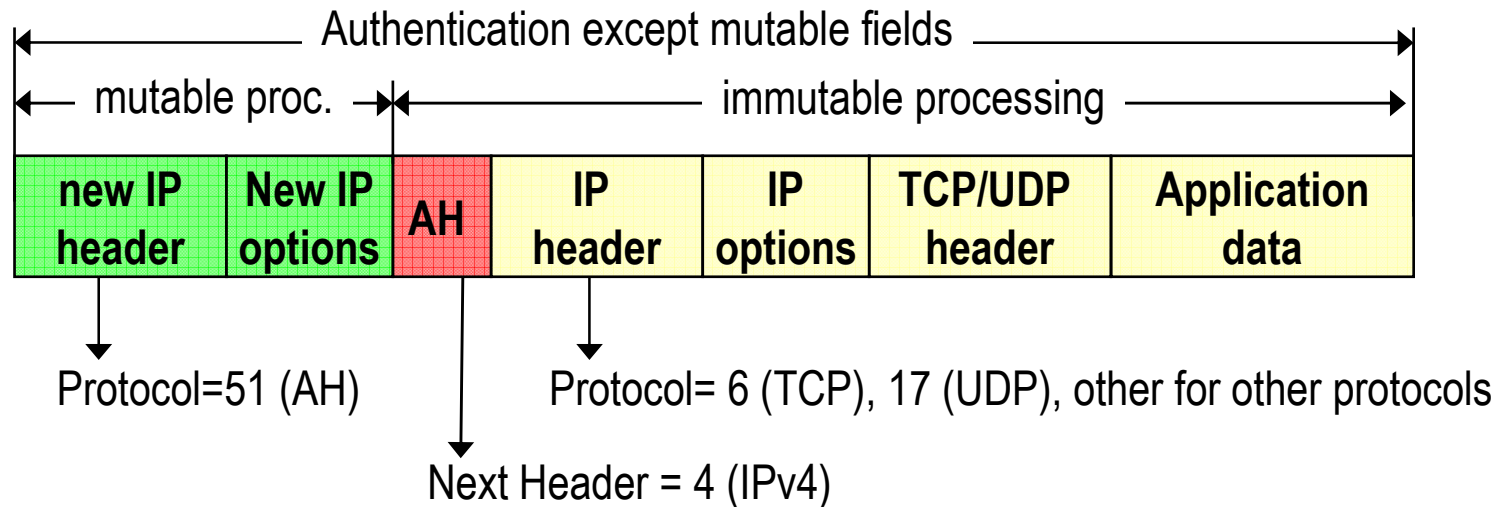 Authentication except mutable fields
mutable proc.
immutable processing
new IP
header
New IP
options
AH
IP
header
IP
options
TCP/UDP
header
Application
data
Protocol=51 (AH)
Protocol= 6 (TCP), 17 (UDP), other for other protocols
Next Header = 4 (IPv4)